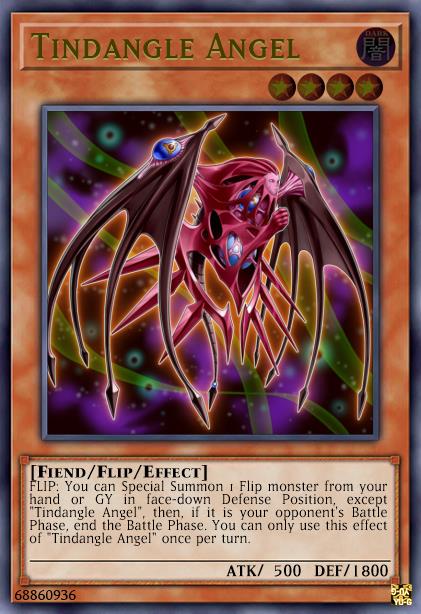 TINDANGLE ANGEL
DARK
闇
[FIEND/FLIP/EFFECT]
FLIP: You can Special Summon 1 Flip monster from your
hand or GY in face-down Defense Position, except
"Tindangle Angel", then, if it is your opponent's Battle
Phase, end the Battle Phase. You can only use this effect
of "Tindangle Angel" once per turn.
ATK/ 500 DEF/1800
68860936